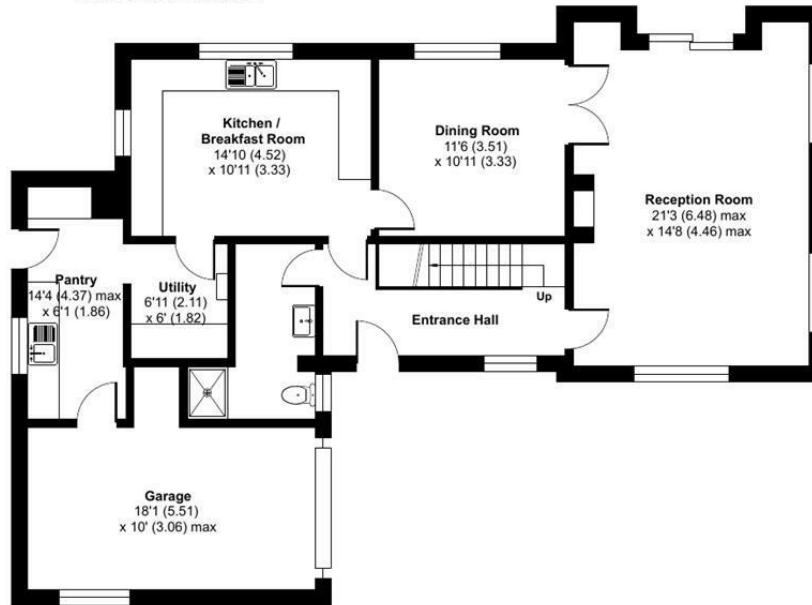 Kitchen /
Breakfast Room
14'10 (4.52)
x 10'11 (3.33)
Dining Room
11'6 (3.51)
x 10'11 (3.33)
Reception Room
21'3 (6.48) max
x 14'8 (4.46) max
Pantry
14'4 (4.37) max
x 6'1 (1.86)
Utility
6'11 (2.11)
x 6' (1.82)
Up
Entrance Hall
Garage
18'1 (5.51)
x 10' (3.06) max